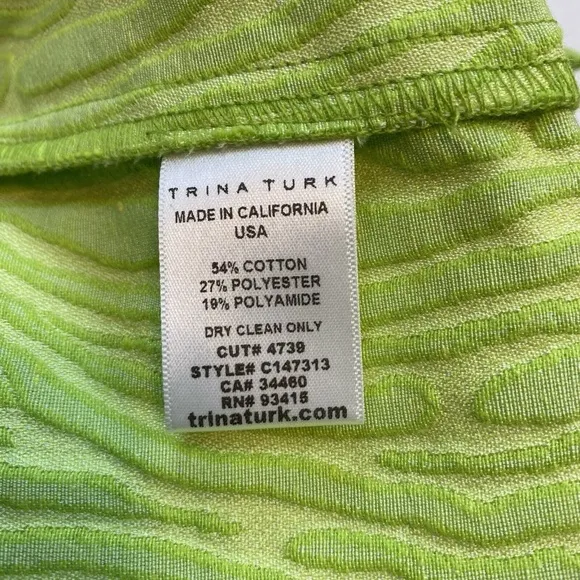 TRINA TURK
MADE IN CALIFORNIA
USA
54% COTTON
27% POLYESTER
19% POLYAMIDE
DRY CLEAN ONLY
CUT# 4739
STYLE# C147313
CA# 34460
RN# 93415
trinaturk.com